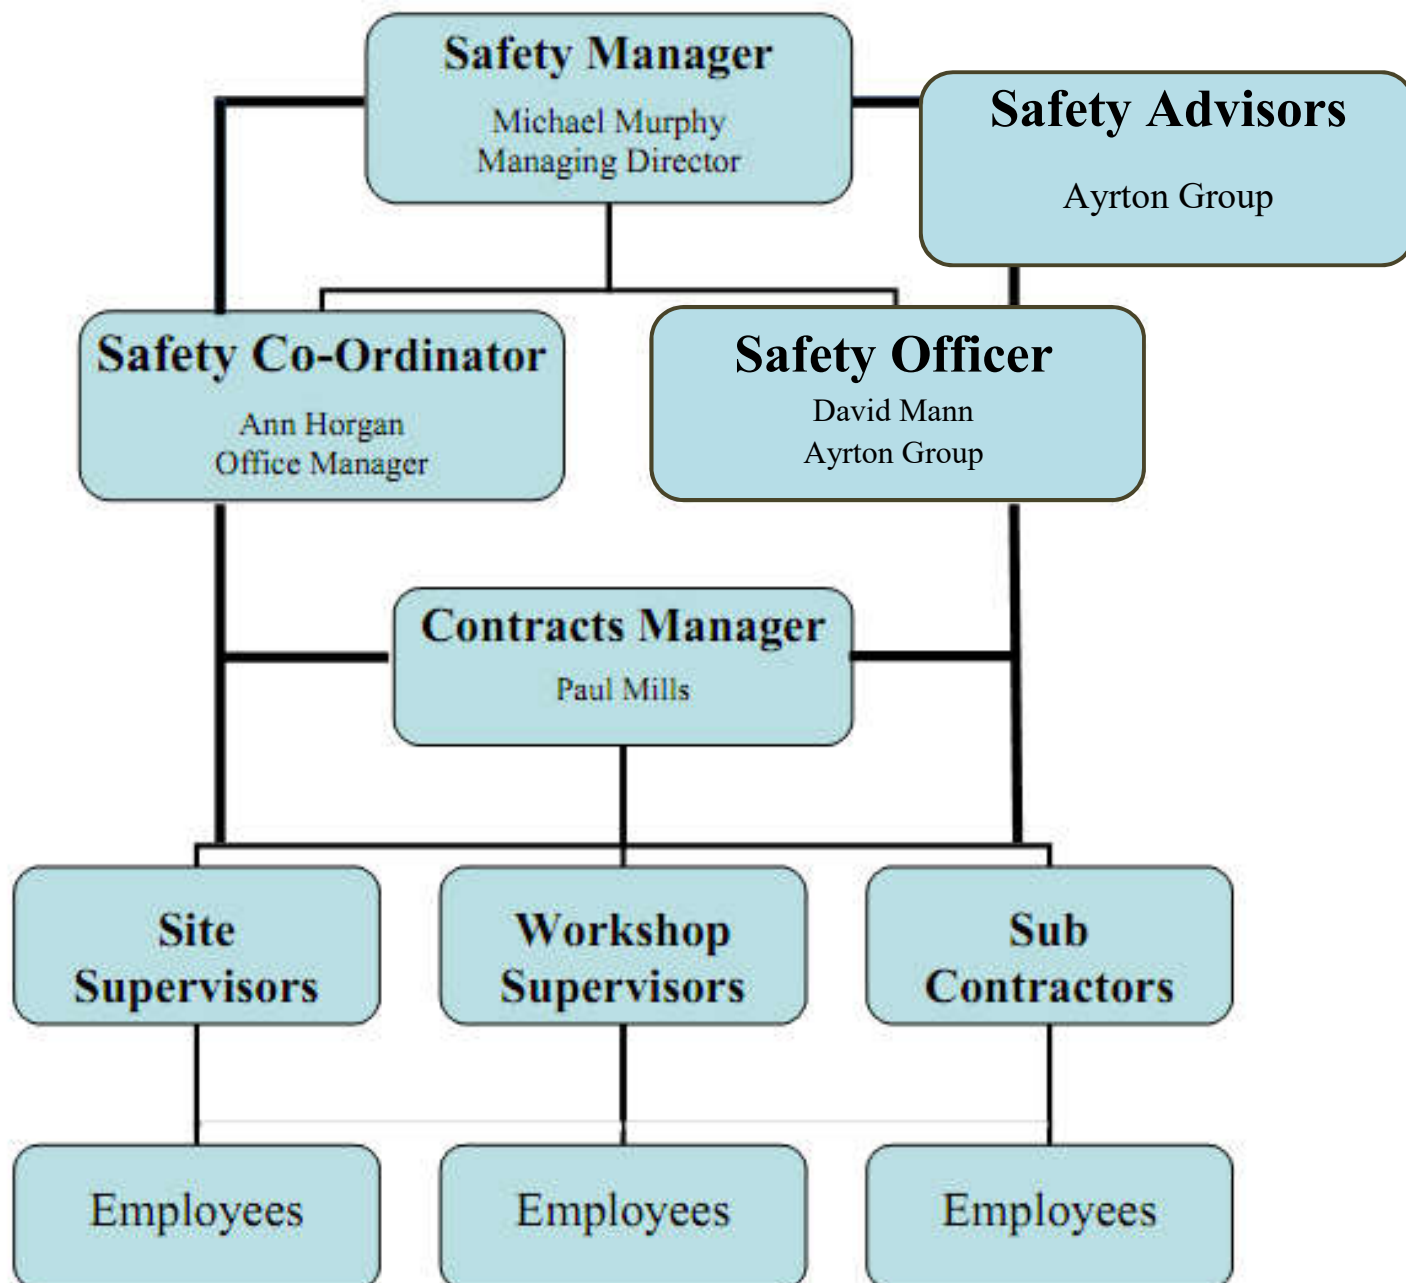 Safety Manager
Michael Murphy
Managing Director
Safety Advisors
Ayrton Group
Safety Co-Ordinator
Ann Horgan
Office Manager
Safety Officer
David Mann
Ayrton Group
Contracts Manager
Paul Mills
Site
Supervisors
Workshop
Supervisors
Sub
Contractors
Employees
Employees
Employees